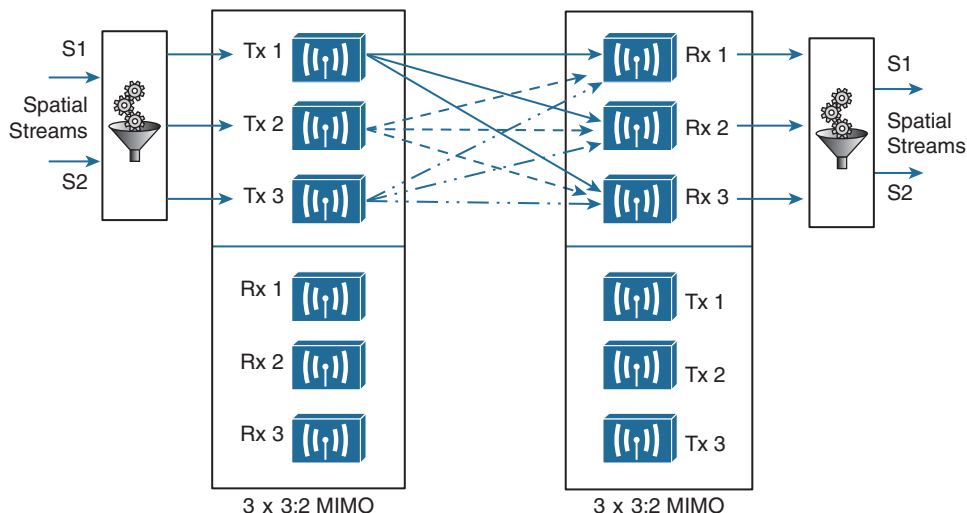 S1
Spatial
Streams
S2
Tx 1
Tx 2
Tx 3
Rx 1
Rx 2
Rx 3
3 x 3:2 MIMO
Rx 1
Rx 2
Rx 3
Tx 1
Tx 2
Tx 3
3 x 3:2 MIMO
S1
Spatial
Streams
S2